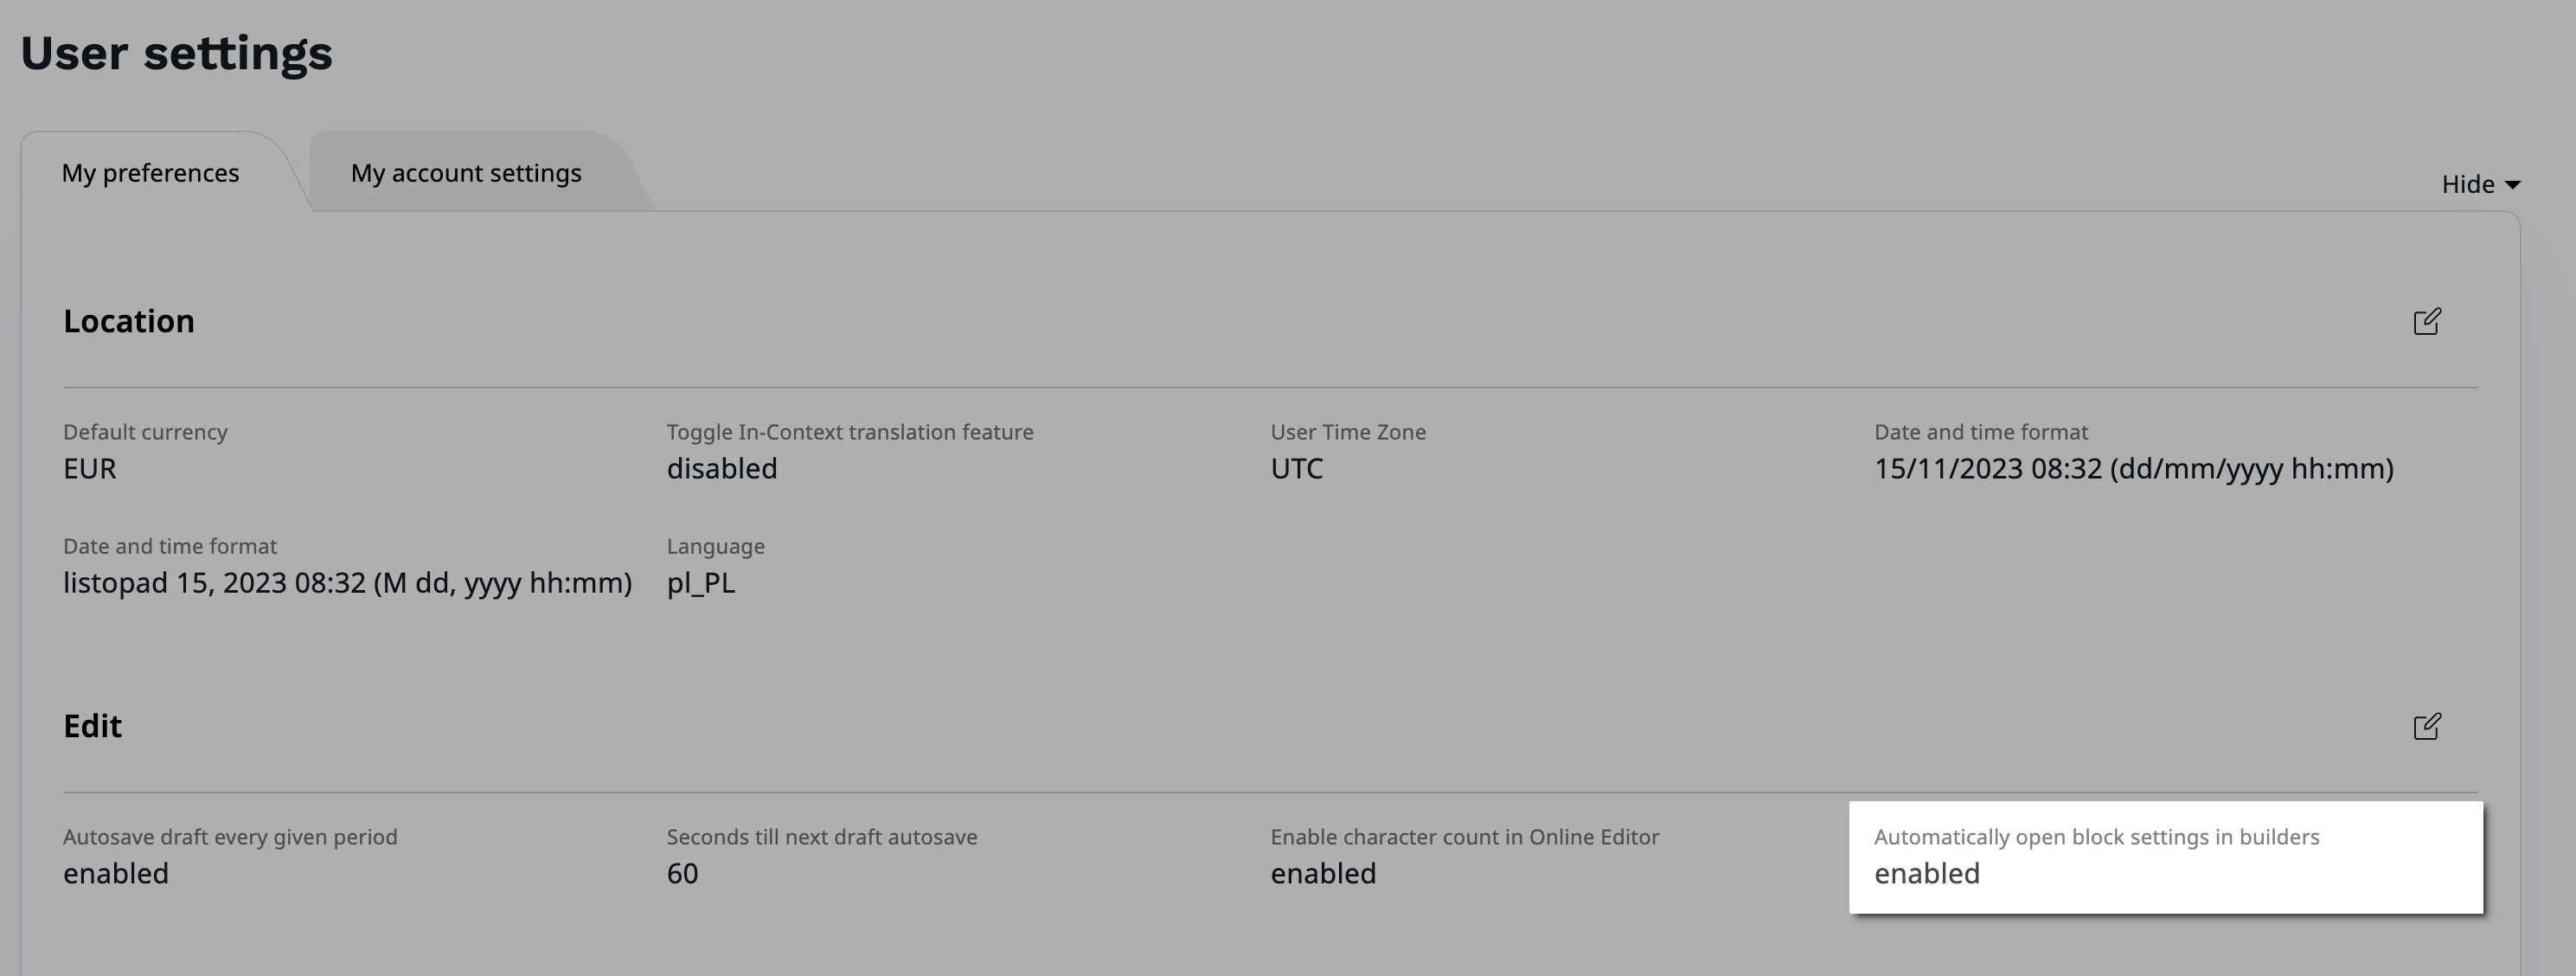 User settings
My preferences
My account settings
Hide
Location
Default currency
EUR
Toggle In-Context translation feature
disabled
User Time Zone
UTC
Date and time format
15/11/2023 08:32 (dd/mm/yyyy hh:mm)
Date and time format
listopad 15, 2023 08:32 (M dd, yyyy hh:mm)
Language
pl_PL
Edit
Autosave draft every given period
enabled
Seconds till next draft autosave
60
Enable character count in Online Editor
enabled
Automatically open block settings in builders
enabled